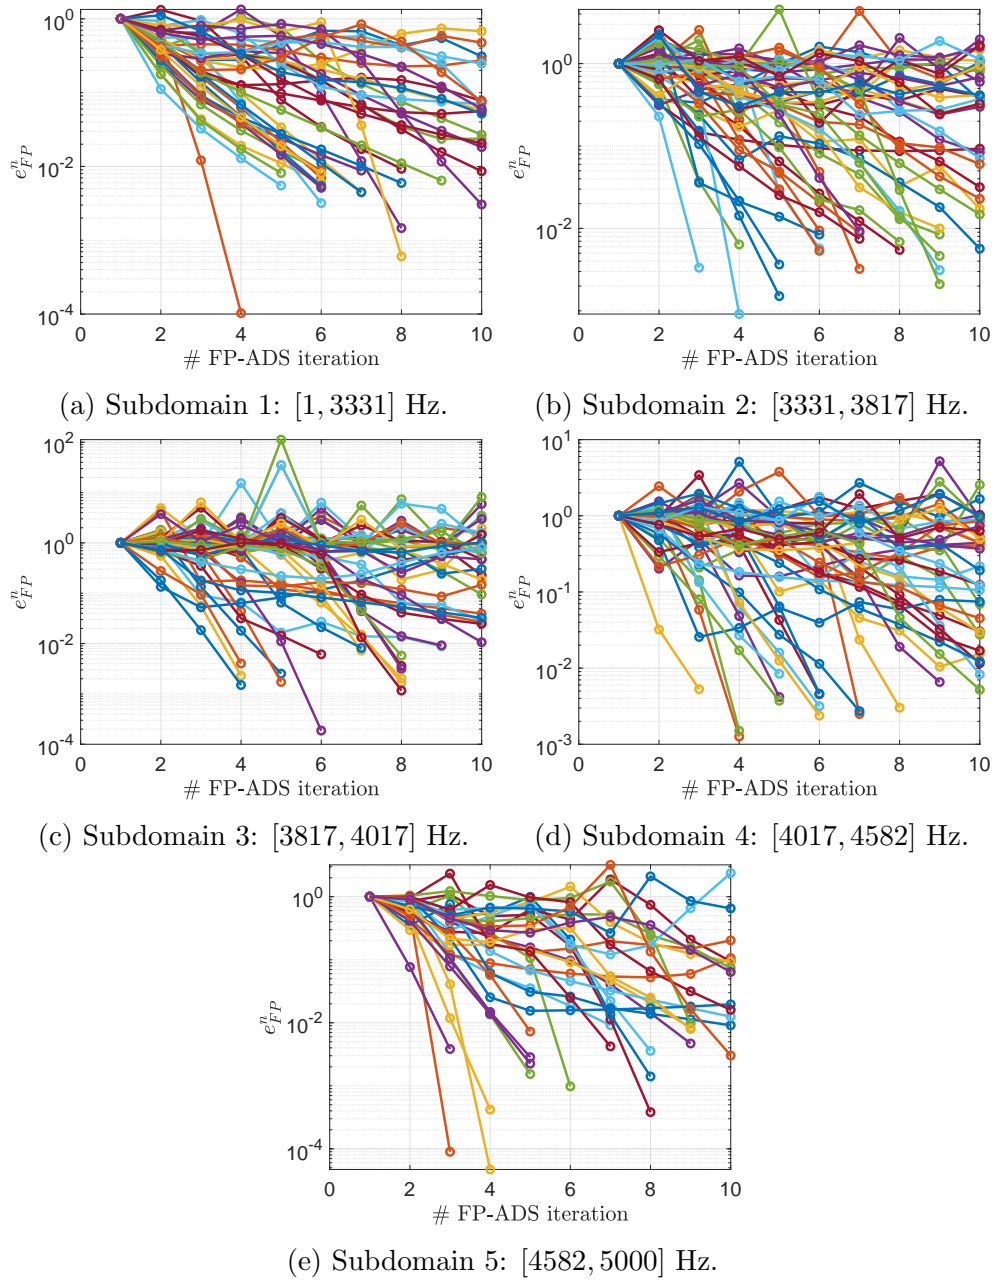 10^0
10^-2
10^-4
e^n_FP
0 2 4 6 8 10
# FP-ADS iteration
(a) Subdomain 1: [1, 3331] Hz.
10^0
10^-2
e^n_FP
0 2 4 6 8 10
# FP-ADS iteration
(b) Subdomain 2: [3331, 3817] Hz.
10^2
10^0
10^-2
10^-4
e^n_FP
0 2 4 6 8 10
# FP-ADS iteration
(c) Subdomain 3: [3817, 4017] Hz.
10^1
10^0
10^-1
10^-2
10^-3
e^n_FP
0 2 4 6 8 10
# FP-ADS iteration
(d) Subdomain 4: [4017, 4582] Hz.
10^0
10^-2
10^-4
e^n_FP
0 2 4 6 8 10
# FP-ADS iteration
(e) Subdomain 5: [4582, 5000] Hz.